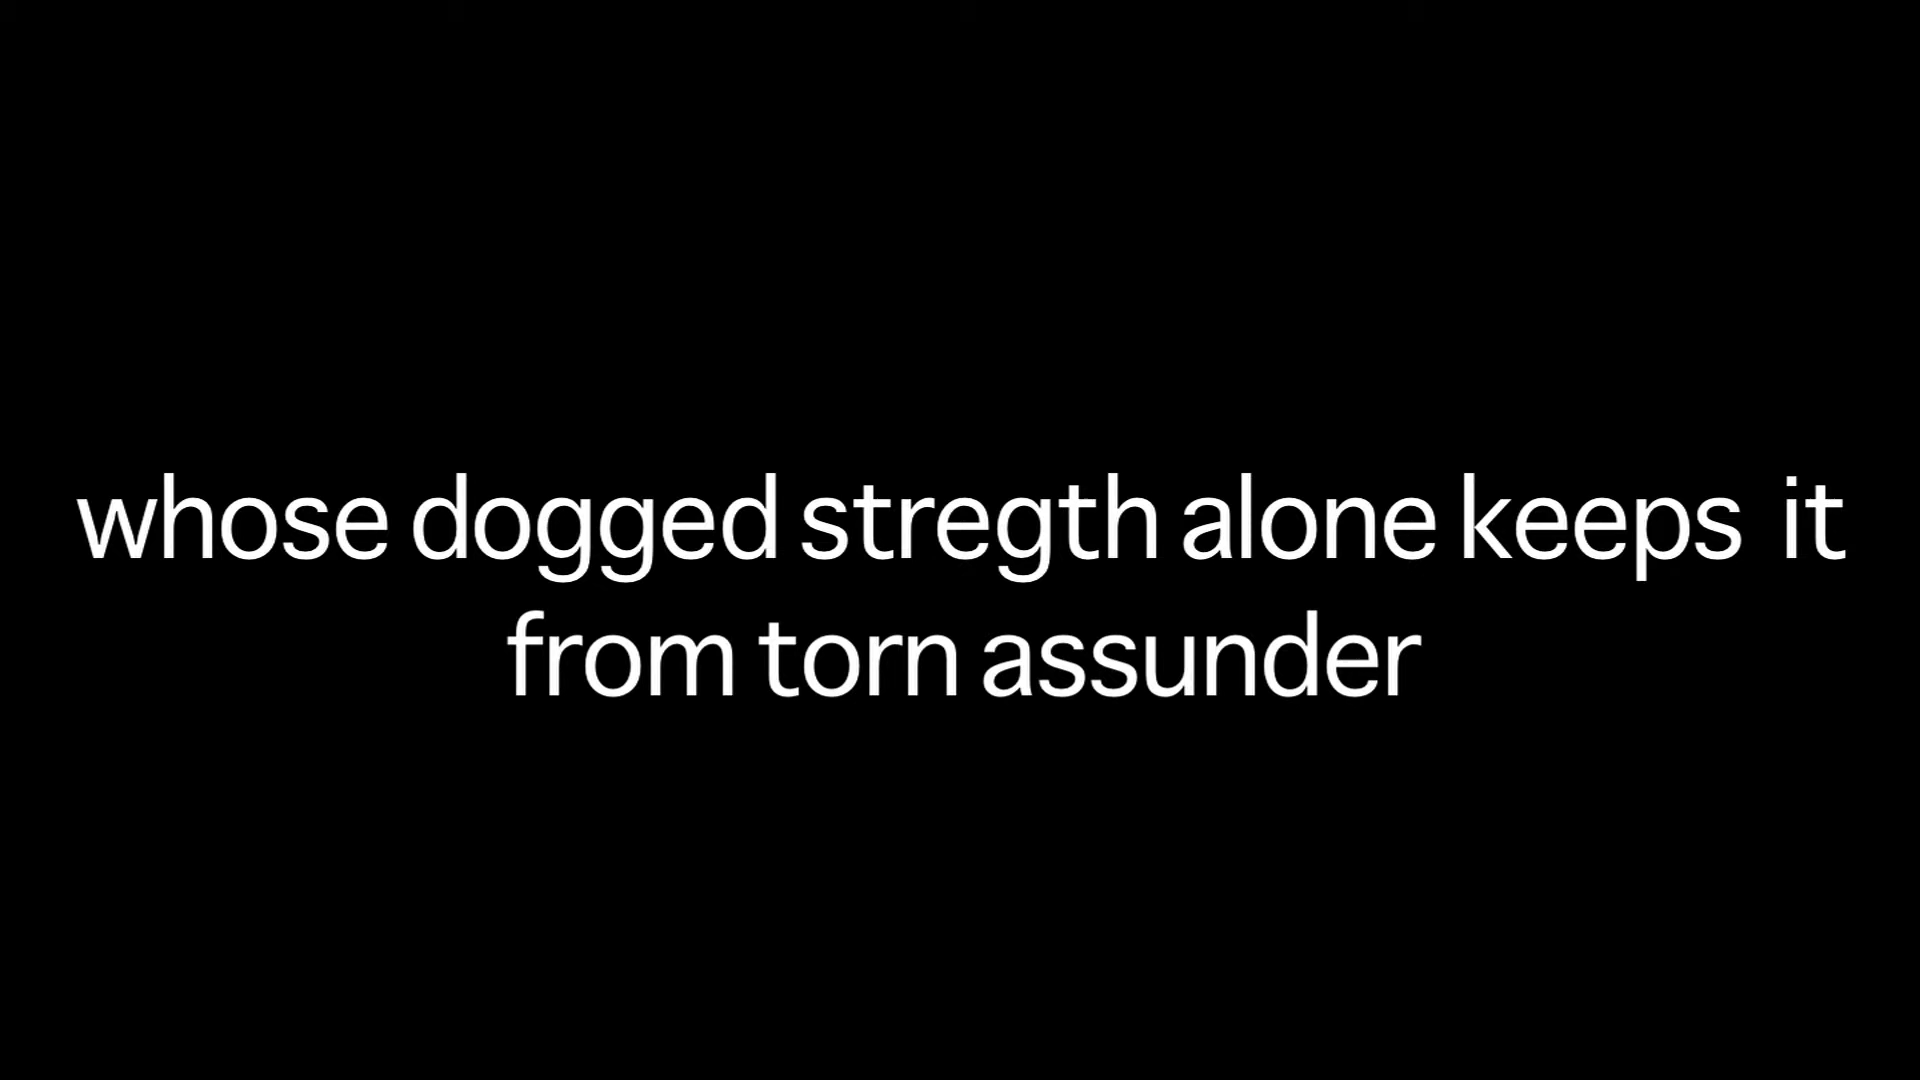 whose dogged stregth alone keeps  it
from torn assunder